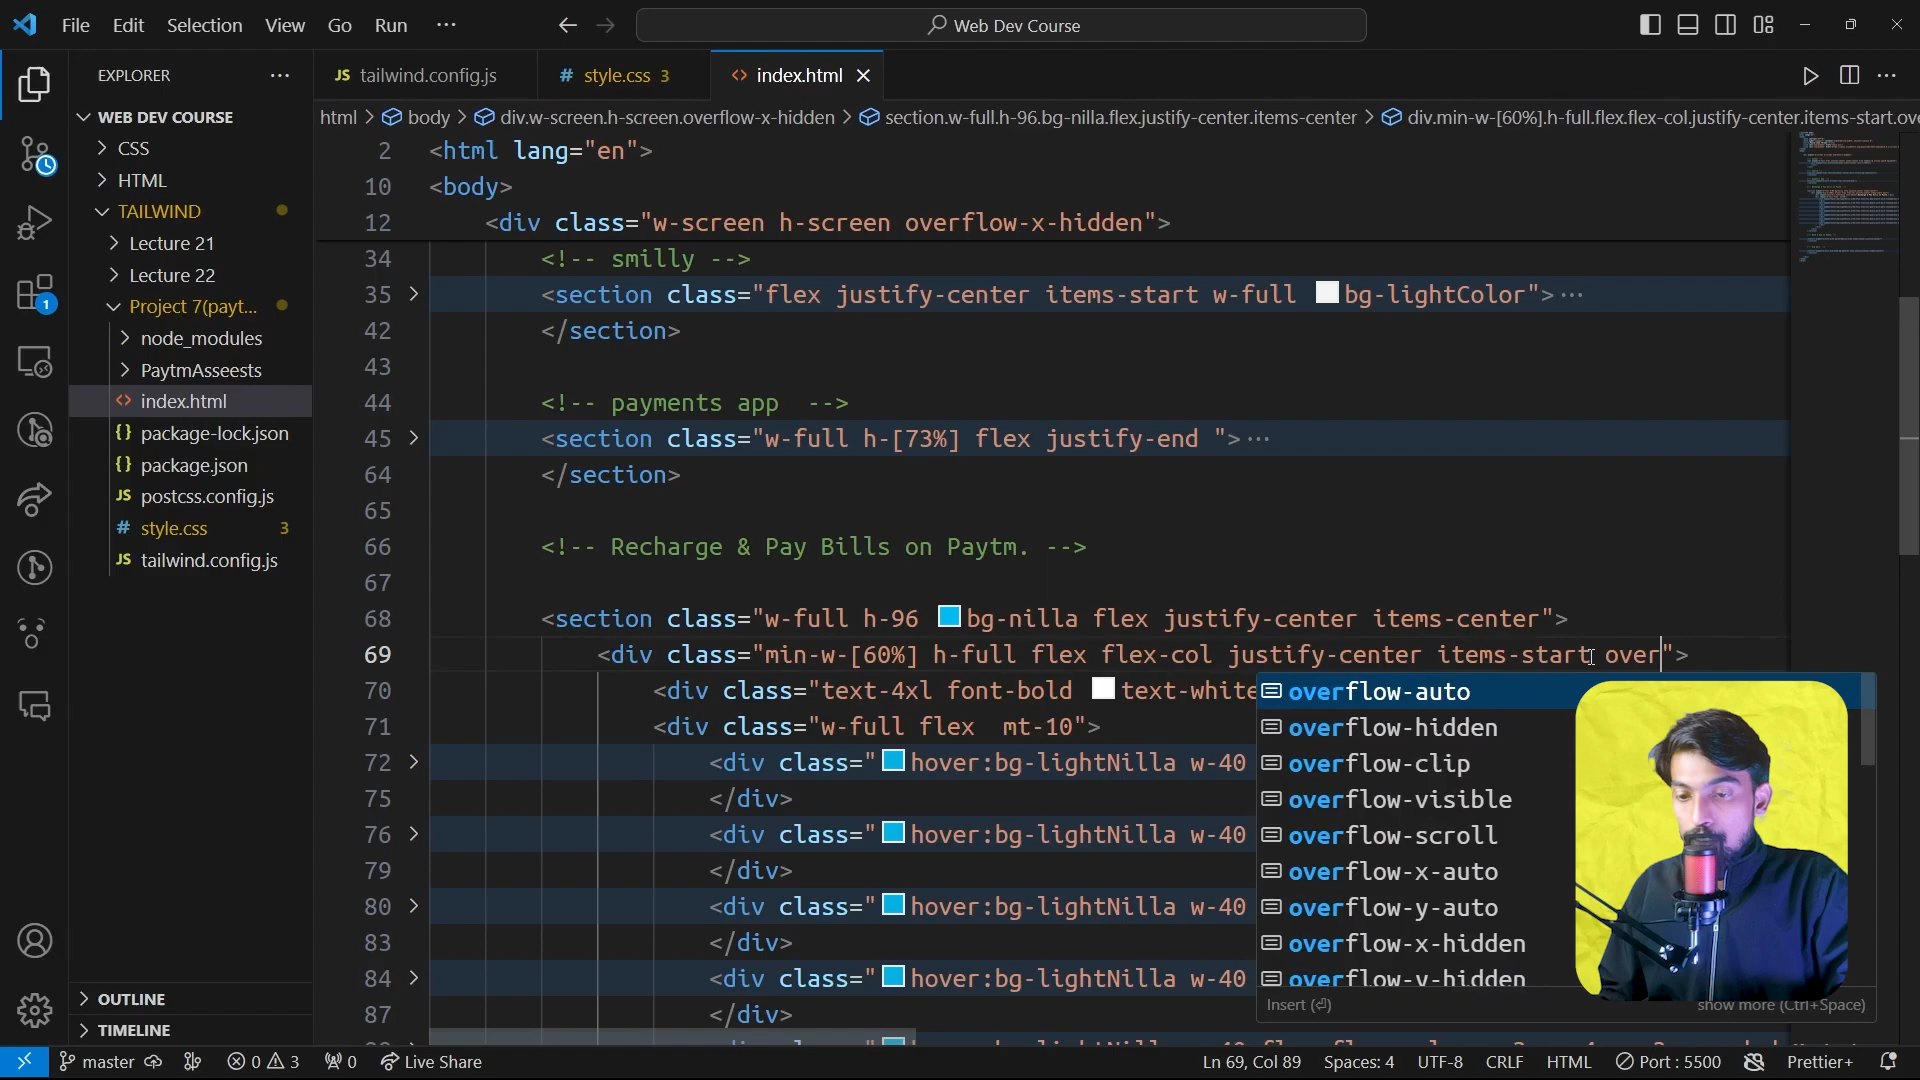 File Edit Selection View Go Run ···
Web Dev Course
EXPLORER
JS tailwind.config.js
# style.css 3
<> index.html
WEB DEV COURSE
html > body > div.w-screen.h-screen.overflow-x-hidden > section.w-full.h-96.bg-nilla.flex.justify-center.items-center > div.min-w-[60%].h-full.flex.flex-col.justify-center.items-start.ove
CSS
HTML
TAILWIND
Lecture 21
Lecture 22
Project 7(payt...
node_modules
PaytmAsseests
<> index.html
{} package-lock.json
{} package.json
JS postcss.config.js
# style.css 3
JS tailwind.config.js
OUTLINE
TIMELINE
2 <html lang="en">
10 <body>
12 <div class="w-screen h-screen overflow-x-hidden">
34 <!-- smilly -->
35 <section class="flex justify-center items-start w-full bg-lightColor">···
42 </section>
43
44 <!-- payments app  -->
45 <section class="w-full h-[73%] flex justify-end ">···
64 </section>
65
66 <!-- Recharge & Pay Bills on Paytm. -->
67
68 <section class="w-full h-96 bg-nilla flex justify-center items-center">
69 <div class="min-w-[60%] h-full flex flex-col justify-center items-start over">
70 <div class="text-4xl font-bold text-white
71 <div class="w-full flex  mt-10">
72 <div class="hover:bg-lightNilla w-40
75 </div>
76 <div class="hover:bg-lightNilla w-40
79 </div>
80 <div class="hover:bg-lightNilla w-40
83 </div>
84 <div class="hover:bg-lightNilla w-40
87 </div>
overflow-auto
overflow-hidden
overflow-clip
overflow-visible
overflow-scroll
overflow-x-auto
overflow-y-auto
overflow-x-hidden
overflow-y-hidden
Insert (⏎)
show more (Ctrl+Space)
master
0 3
0
Live Share
Ln 69, Col 89 Spaces: 4 UTF-8 CRLF HTML Port : 5500 Prettier+